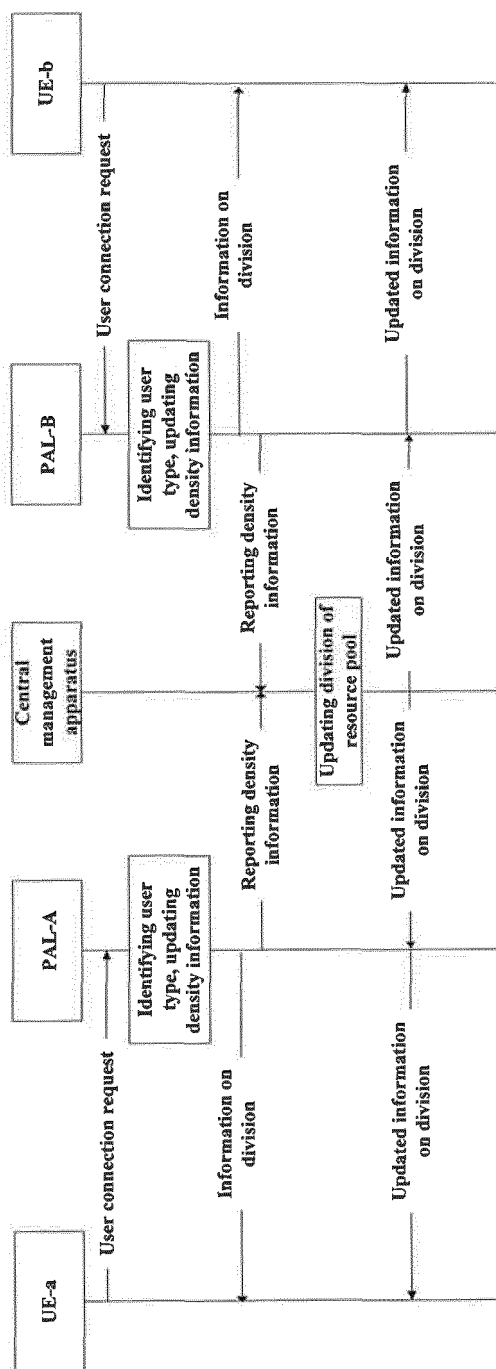 UE-a
PAL-A
Central
management
apparatus
PAL-B
UE-b
User connection request
User connection request
Identifying user
type, updating
density information
Identifying user
type, updating
density information
Information on
division
Reporting density
information
Reporting density
information
Information on
division
Updating division of
resource pool
Updated information
on division
Updated information
on division
Updated information
on division
Updated information
on division